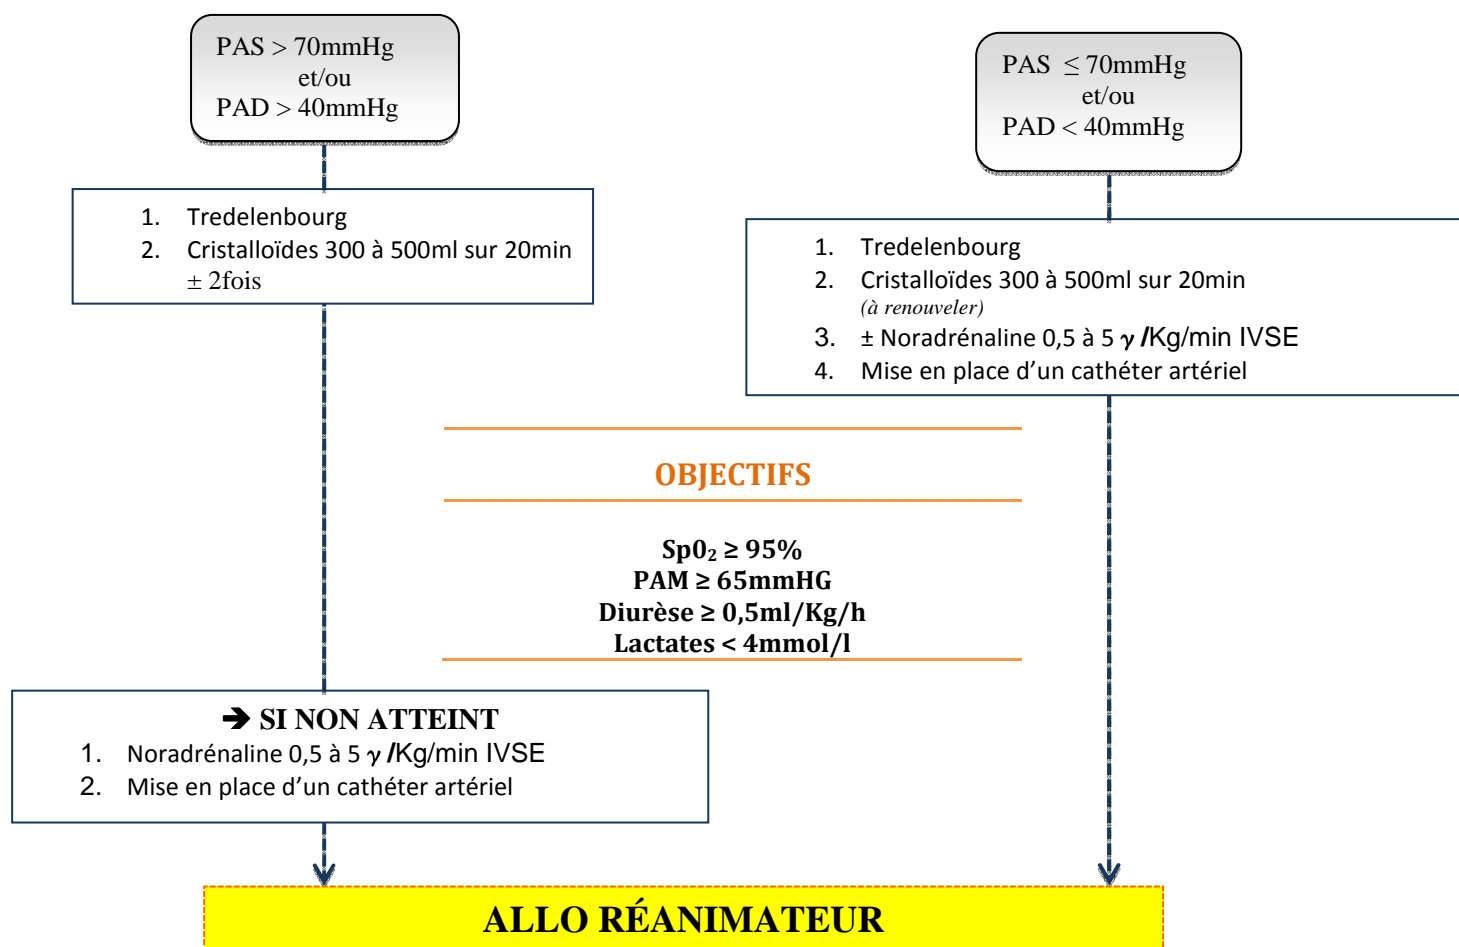 PAS > 70mmHg
et/ou
PAD > 40mmHg
PAS ≤ 70mmHg
et/ou
PAD < 40mmHg
1. Tredelenbourg
2. Cristalloïdes 300 à 500ml sur 20min
± 2fois
1. Tredelenbourg
2. Cristalloïdes 300 à 500ml sur 20min
(à renouveler)
3. ± Noradrénaline 0,5 à 5 γ /Kg/min IVSE
4. Mise en place d’un cathéter artériel
OBJECTIFS
Sp0₂ ≥ 95%
PAM ≥ 65mmHG
Diurèse ≥ 0,5ml/Kg/h
Lactates < 4mmol/l
➔ SI NON ATTEINT
1. Noradrénaline 0,5 à 5 γ /Kg/min IVSE
2. Mise en place d’un cathéter artériel
ALLO RÉANIMATEUR